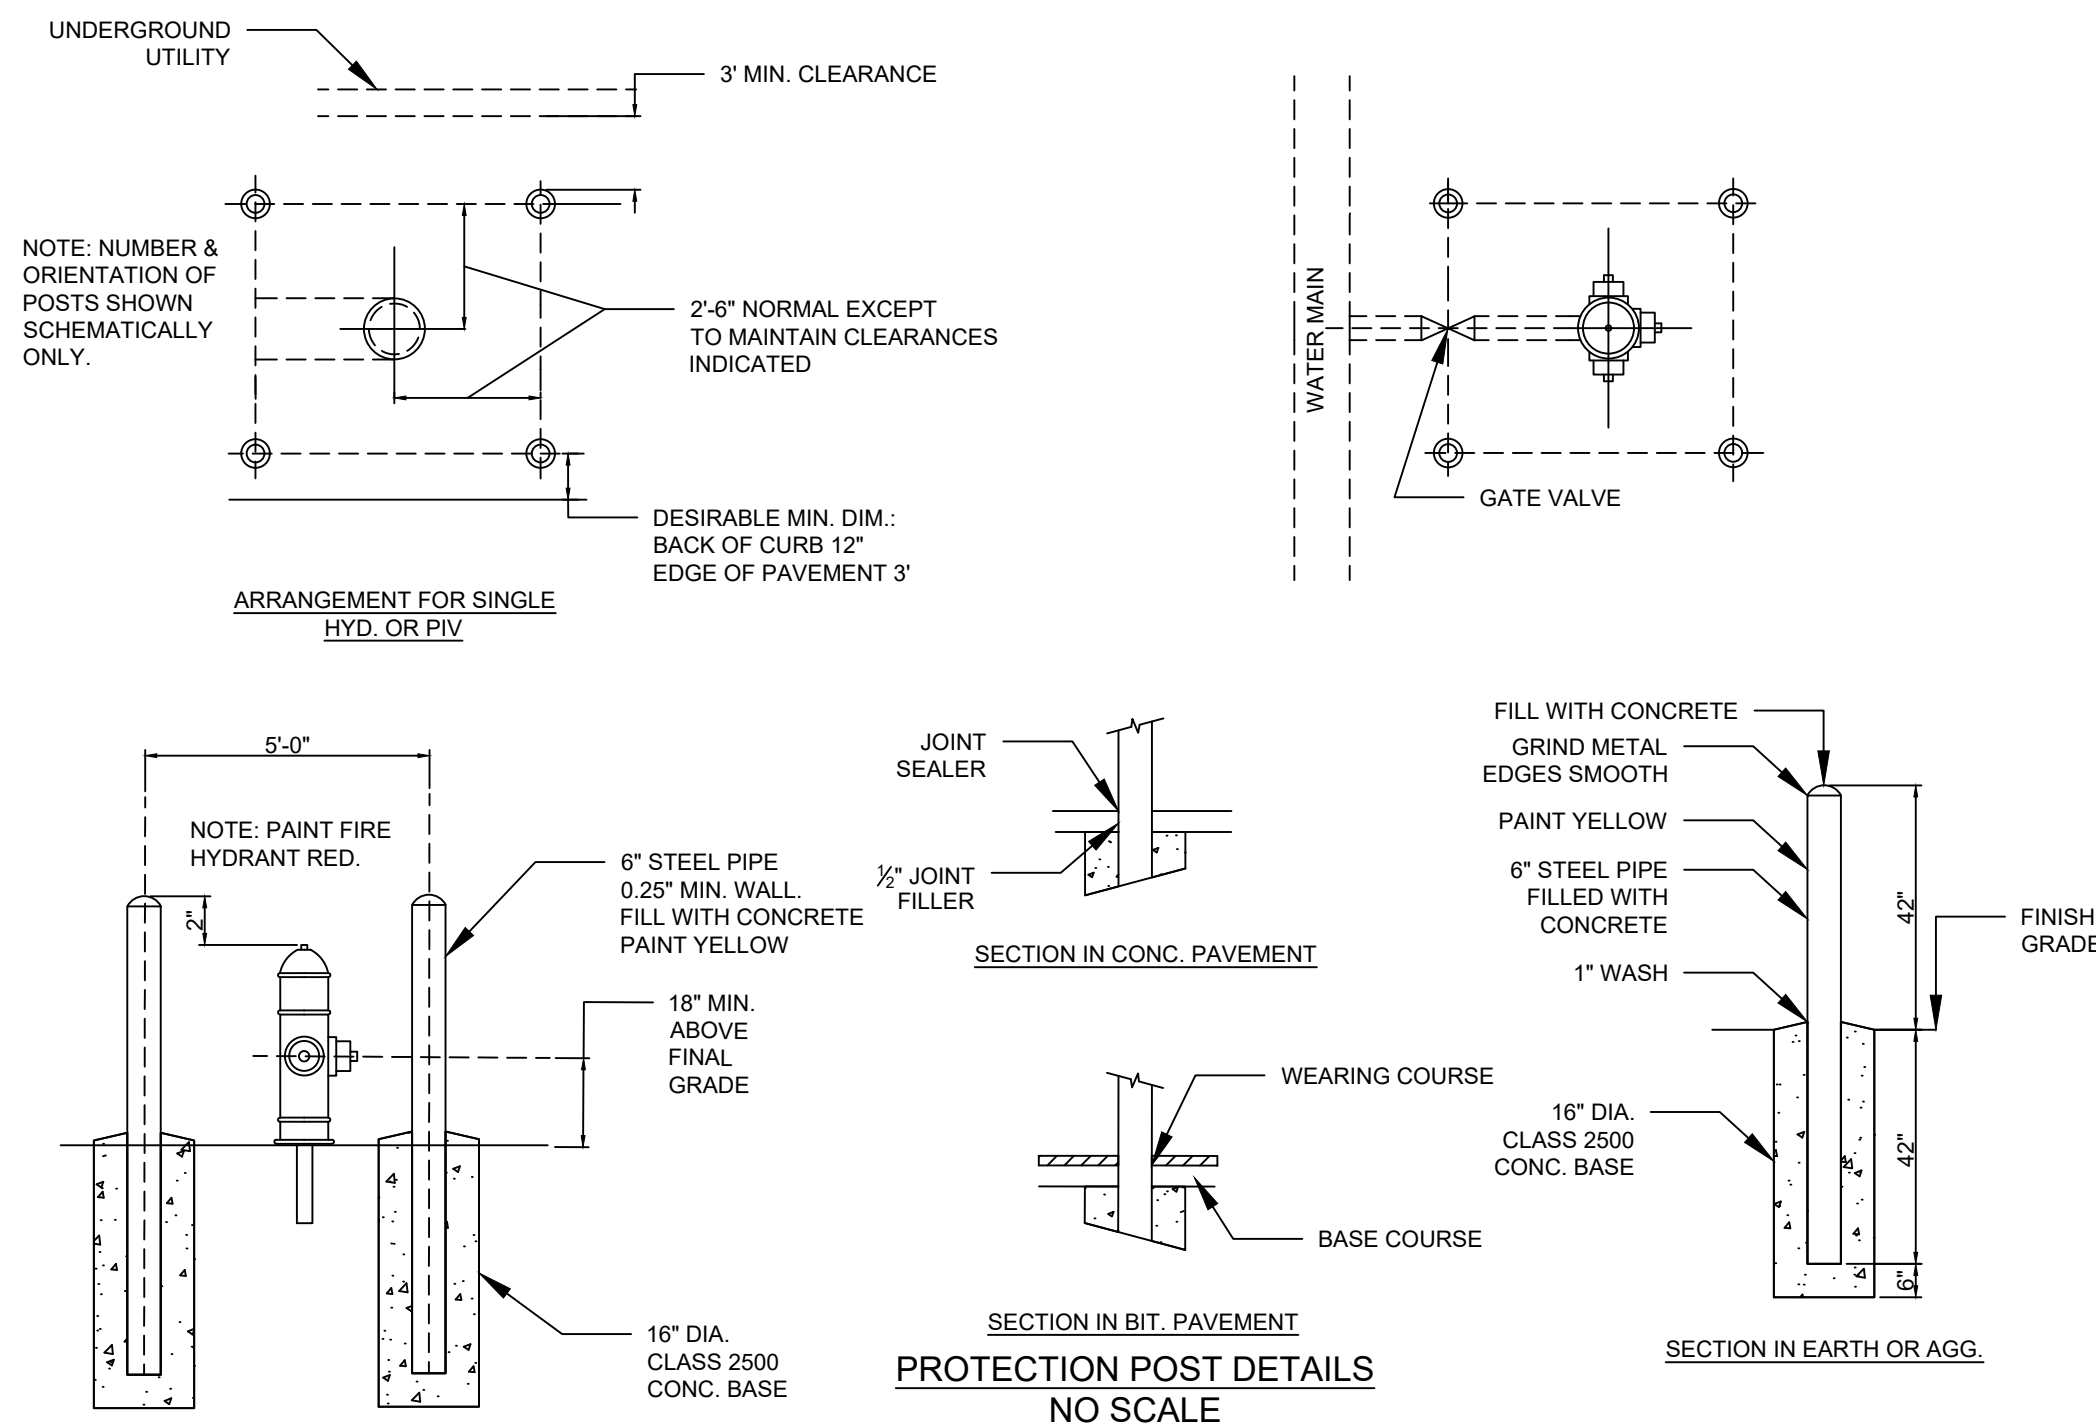 UNDERGROUND
UTILITY
3' MIN. CLEARANCE
NOTE: NUMBER &
ORIENTATION OF
POSTS SHOWN
SCHEMATICALLY
ONLY.
2'-6" NORMAL EXCEPT
TO MAINTAIN CLEARANCES
INDICATED
DESIRABLE MIN. DIM.:
BACK OF CURB 12"
EDGE OF PAVEMENT 3'
ARRANGEMENT FOR SINGLE
HYD. OR PIV
WATER MAIN
GATE VALVE
5'-0"
NOTE: PAINT FIRE
HYDRANT RED.
2"
6" STEEL PIPE
0.25" MIN. WALL.
FILL WITH CONCRETE
PAINT YELLOW
18" MIN.
ABOVE
FINAL
GRADE
16" DIA.
CLASS 2500
CONC. BASE
JOINT
SEALER
½" JOINT
FILLER
SECTION IN CONC. PAVEMENT
WEARING COURSE
BASE COURSE
SECTION IN BIT. PAVEMENT
PROTECTION POST DETAILS
NO SCALE
FILL WITH CONCRETE
GRIND METAL
EDGES SMOOTH
PAINT YELLOW
6" STEEL PIPE
FILLED WITH
CONCRETE
1" WASH
16" DIA.
CLASS 2500
CONC. BASE
42"
42"
6"
FINISH
GRADE
SECTION IN EARTH OR AGG.